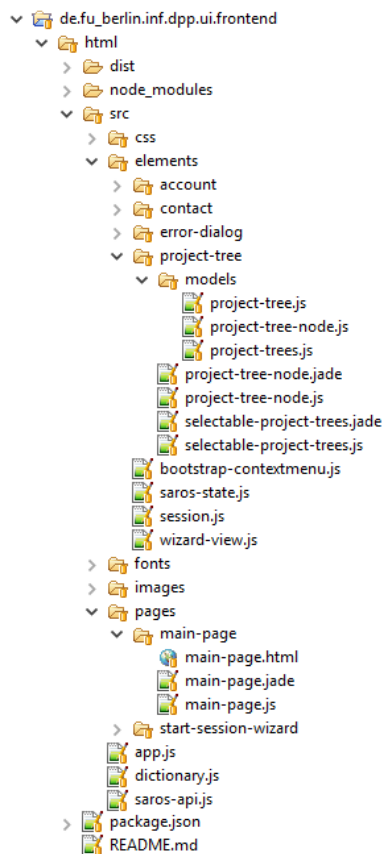 de.fu_berlin.inf.dpp.ui.frontend
html
dist
node_modules
src
css
elements
account
contact
error-dialog
project-tree
models
project-tree.js
project-tree-node.js
project-trees.js
project-tree-node.jade
project-tree-node.js
selectable-project-trees.jade
selectable-project-trees.js
bootstrap-contextmenu.js
saros-state.js
session.js
wizard-view.js
fonts
images
pages
main-page
main-page.html
main-page.jade
main-page.js
start-session-wizard
app.js
dictionary.js
saros-api.js
package.json
README.md